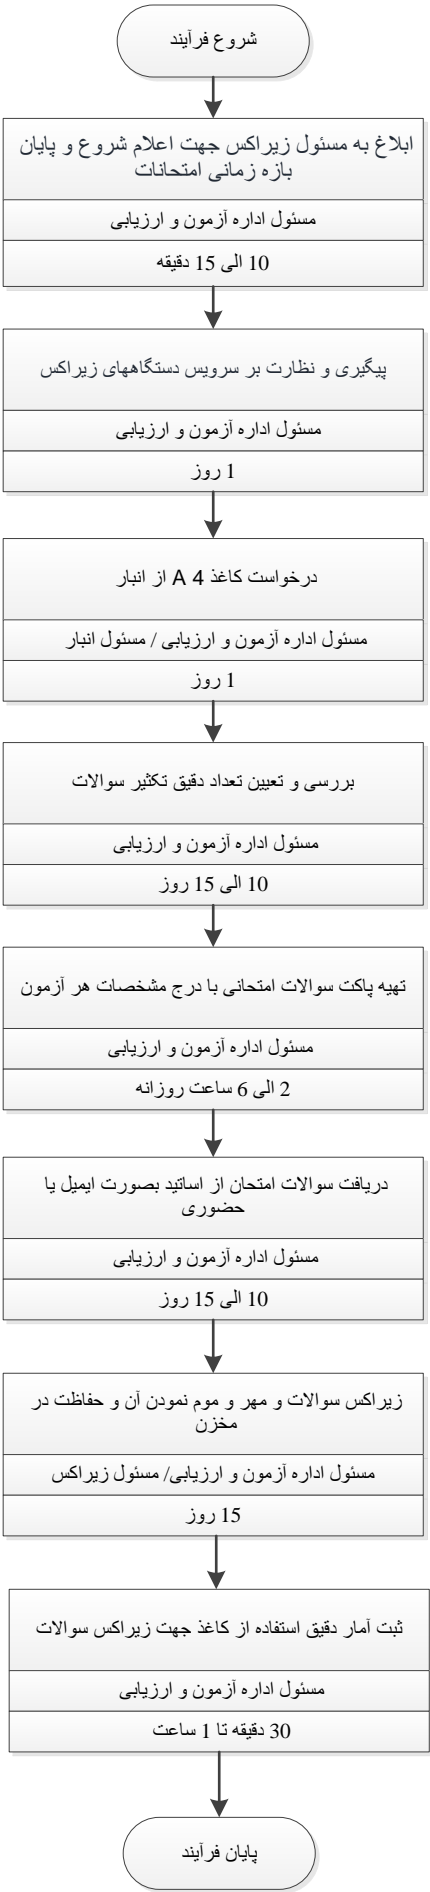 شروع فرآیند
ابلاغ به مسئول زیراکس جهت اعلام شروع و پایان
بازه زمانی امتحانات
مسئول اداره آزمون و ارزیابی
10 الی 15 دقیقه
پیگیری و نظارت بر سرویس دستگاههای زیراکس
مسئول اداره آزمون و ارزیابی
1 روز
درخواست کاغذ A 4 از انبار
مسئول اداره آزمون و ارزیابی / مسئول انبار
1 روز
بررسی و تعیین تعداد دقیق تکثیر سوالات
مسئول اداره آزمون و ارزیابی
10 الی 15 روز
تهیه پاکت سوالات امتحانی با درج مشخصات هر آزمون
مسئول اداره آزمون و ارزیابی
2 الی 6 ساعت روزانه
دریافت سوالات امتحان از اساتید بصورت ایمیل یا
حضوری
مسئول اداره آزمون و ارزیابی
10 الی 15 روز
زیراکس سوالات و مهر و موم نمودن آن و حفاظت در
مخزن
مسئول اداره آزمون و ارزیابی/ مسئول زیراکس
15 روز
ثبت آمار دقیق استفاده از کاغذ جهت زیراکس سوالات
مسئول اداره آزمون و ارزیابی
30 دقیقه تا 1 ساعت
پایان فرآیند